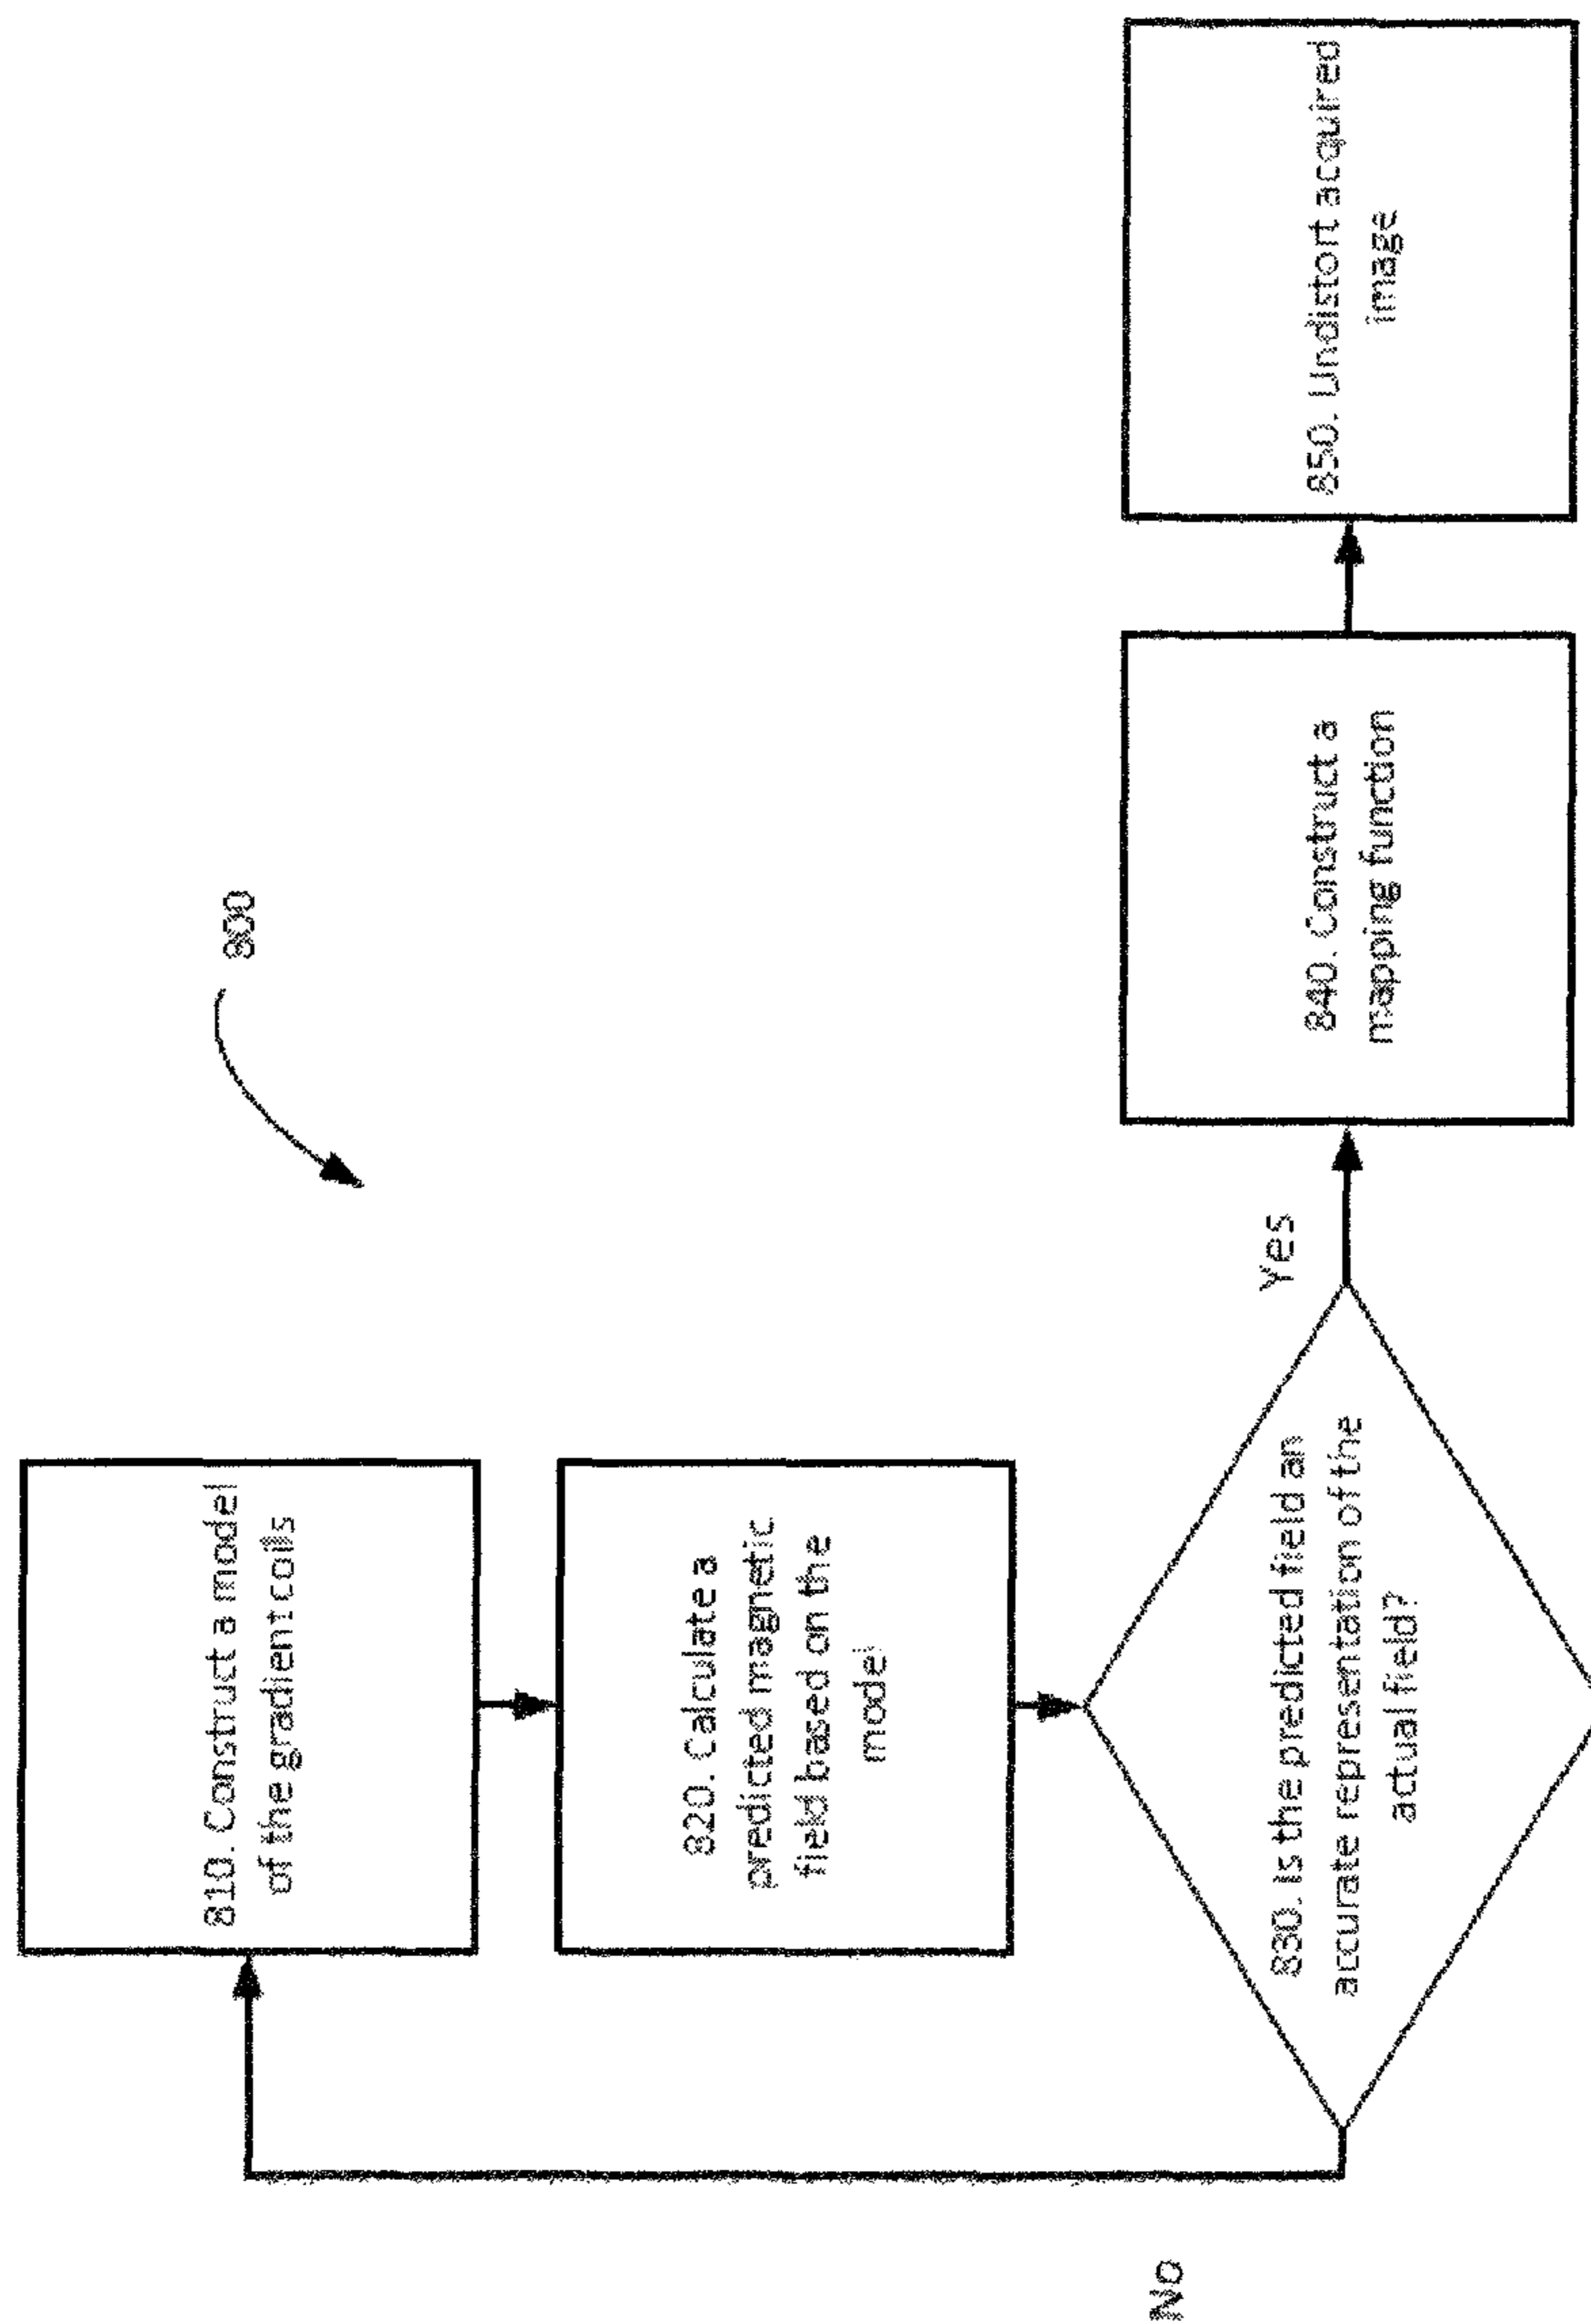 800
810. Construct a model
of the gradient coils
820. Calculate a
predicted magnetic
field based on the
model
830. Is the predicted field an
accurate representation of the
actual field?
Yes
No
840. Construct a
mapping function
850. Undistort acquired
image